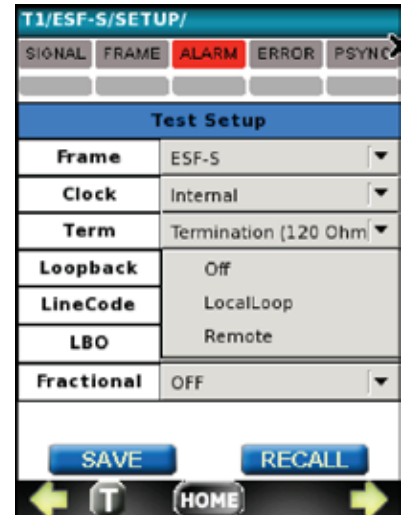 T1/ESF-S/SETUP/
SIGNAL FRAME ALARM ERROR PSYNC
Test Setup
Frame ESF-S
Clock Internal
Term Termination (120 Ohm
Loopback Off
LineCode LocalLoop
LBO Remote
Fractional OFF
SAVE RECALL
T HOME